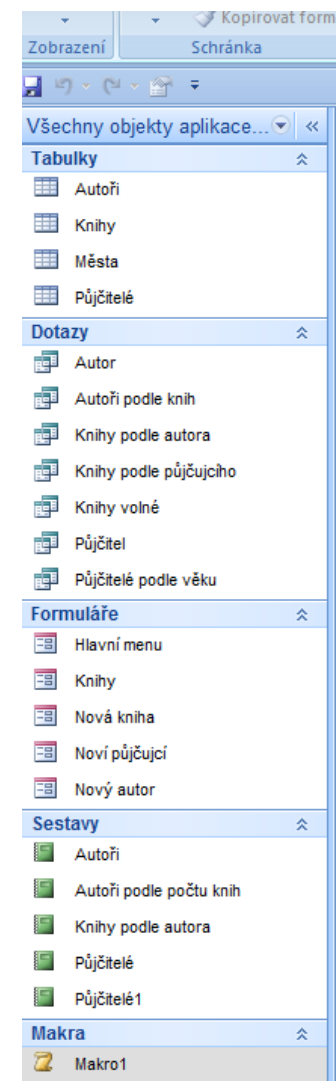 Kopírovat form
Zobrazení
Schránka
Všechny objekty aplikace...
Tabulky
Autoři
Knihy
Města
Půjčitelé
Dotazy
Autor
Autoři podle knih
Knihy podle autora
Knihy podle půjčujcího
Knihy volné
Půjčitel
Půjčitelé podle věku
Formuláře
Hlavní menu
Knihy
Nová kniha
Noví půjčujcí
Nový autor
Sestavy
Autoři
Autoři podle počtu knih
Knihy podle autora
Půjčitelé
Půjčitelé1
Makra
Makro1